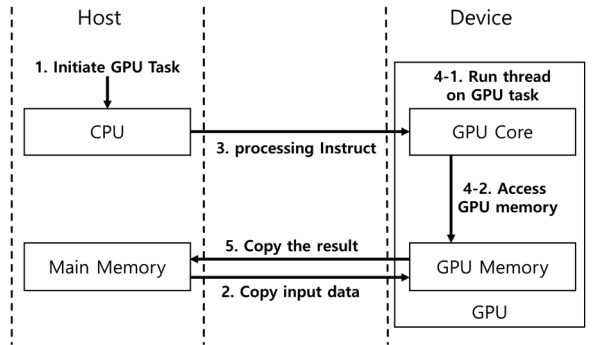 Host
Device
1. Initiate GPU Task
4-1. Run thread
on GPU task
CPU
GPU Core
3. processing Instruct
4-2. Access
GPU memory
5. Copy the result
Main Memory
GPU Memory
2. Copy input data
GPU